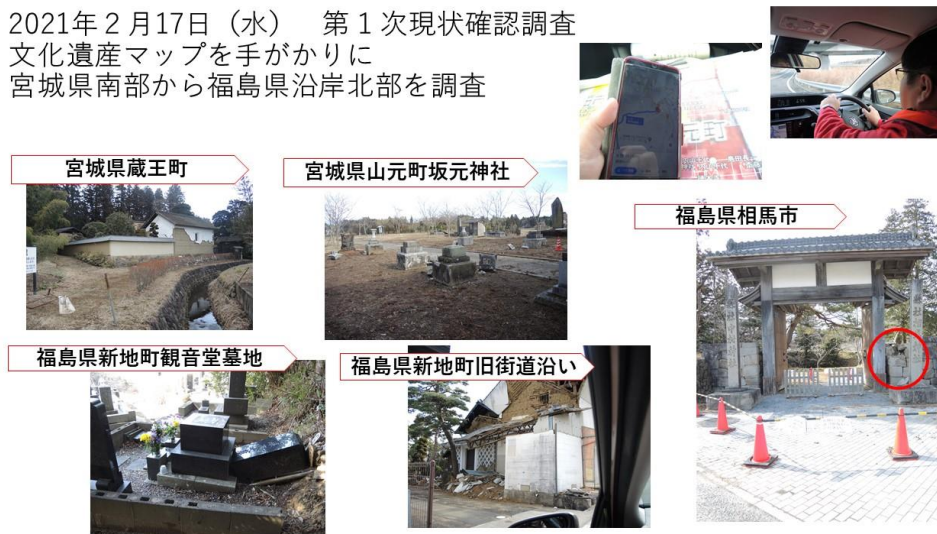 2021年２月17日（水）　第１次現状確認調査
文化遺産マップを手がかりに
宮城県南部から福島県沿岸北部を調査
宮城県蔵王町
宮城県山元町坂元神社
福島県相馬市
福島県新地町観音堂墓地
福島県新地町旧街道沿い
元町